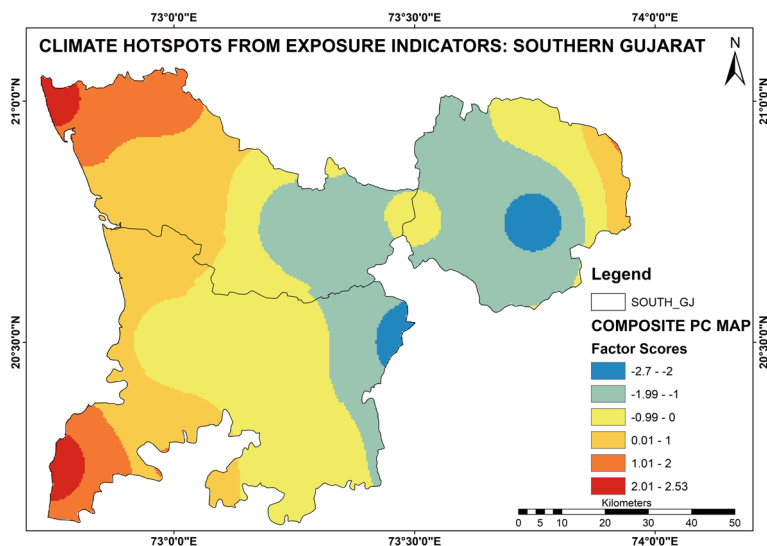 73°0'0"E 73°30'0"E 74°0'0"E
CLIMATE HOTSPOTS FROM EXPOSURE INDICATORS: SOUTHERN GUJARAT
N
21°0'0"N
21°0'0"N
20°30'0"N
20°30'0"N
Legend
SOUTH_GJ
COMPOSITE PC MAP
Factor Scores
-2.7 - -2
-1.99 - -1
-0.99 - 0
0.01 - 1
1.01 - 2
2.01 - 2.53
Kilometers
0 5 10 20 30 40 50
73°0'0"E 73°30'0"E 74°0'0"E